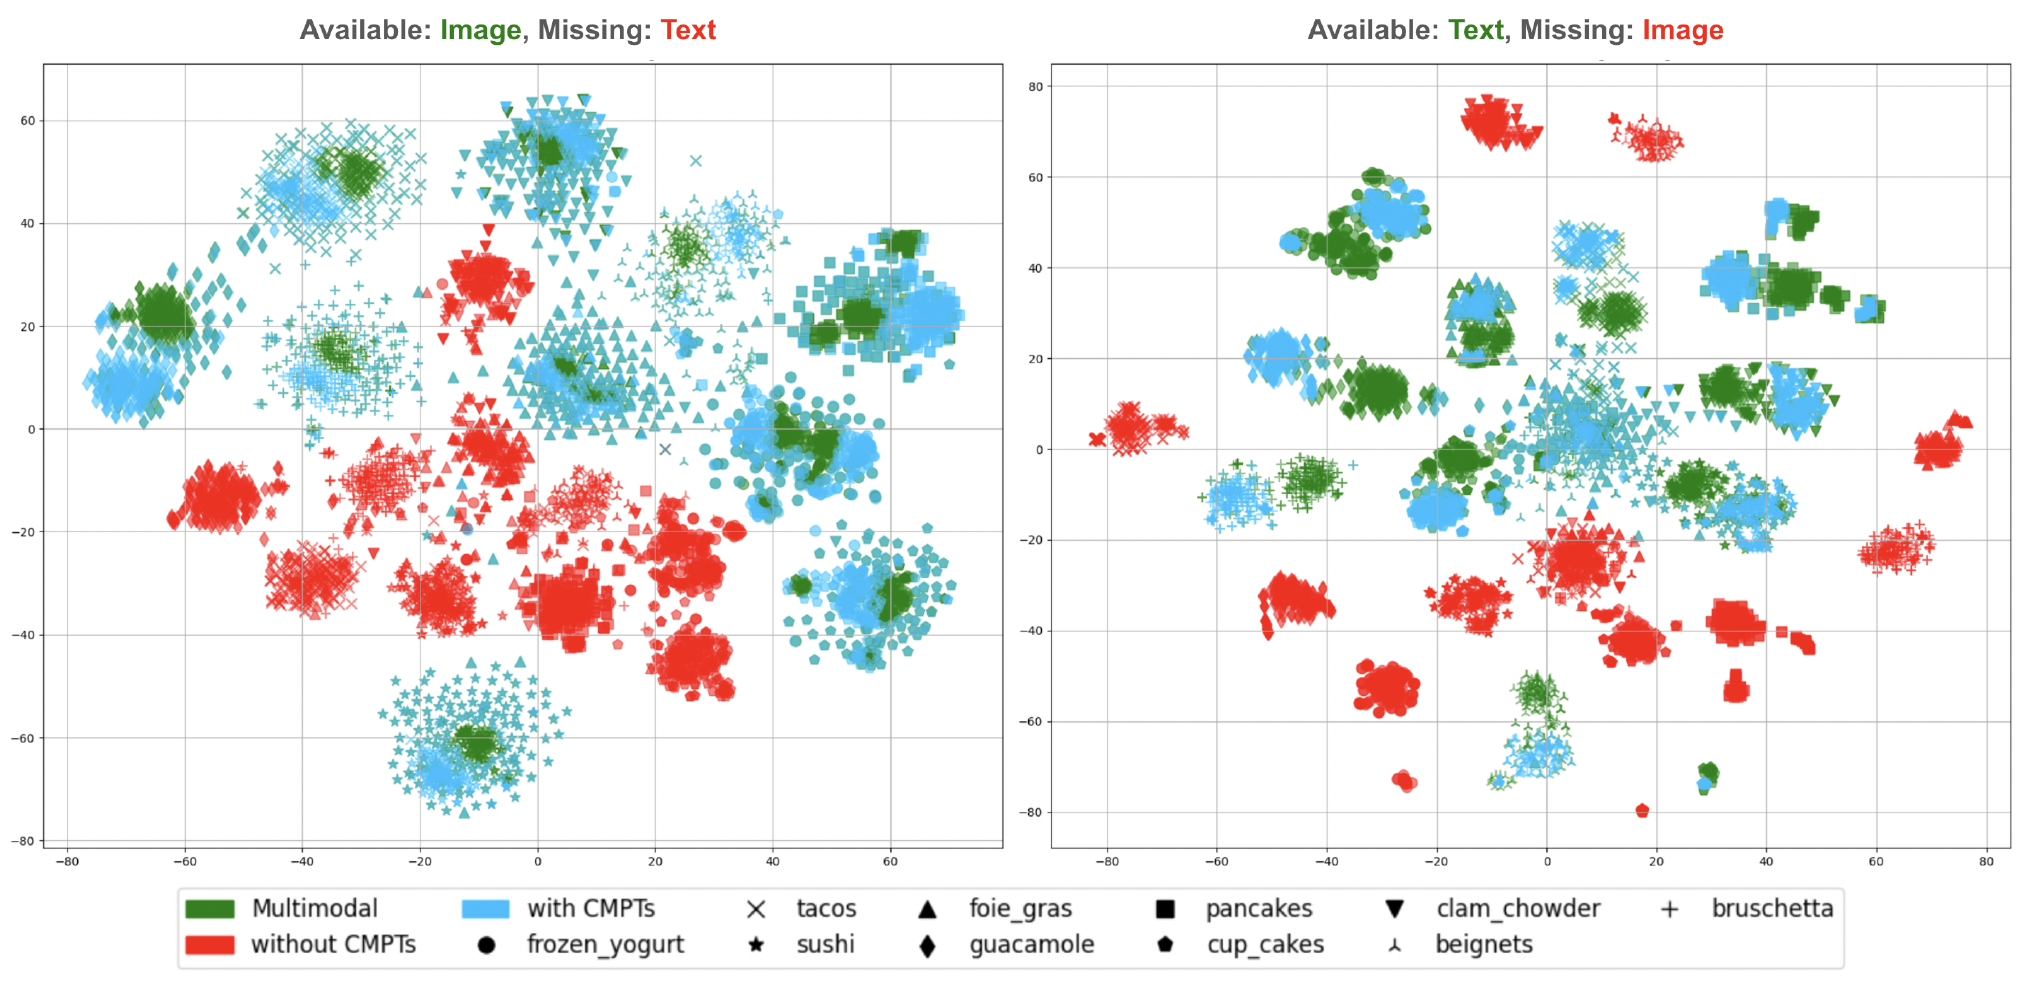 Available: Image, Missing: Text
60
40
20
0
−20
−40
−60
−80
−80 −60 −40 −20 0 20 40 60
Available: Text, Missing: Image
80
60
40
20
0
−20
−40
−60
−80
−80 −60 −40 −20 0 20 40 60 80
Multimodal with CMPTs tacos foie_gras pancakes clam_chowder bruschetta
without CMPTs frozen_yogurt sushi guacamole cup_cakes beignets